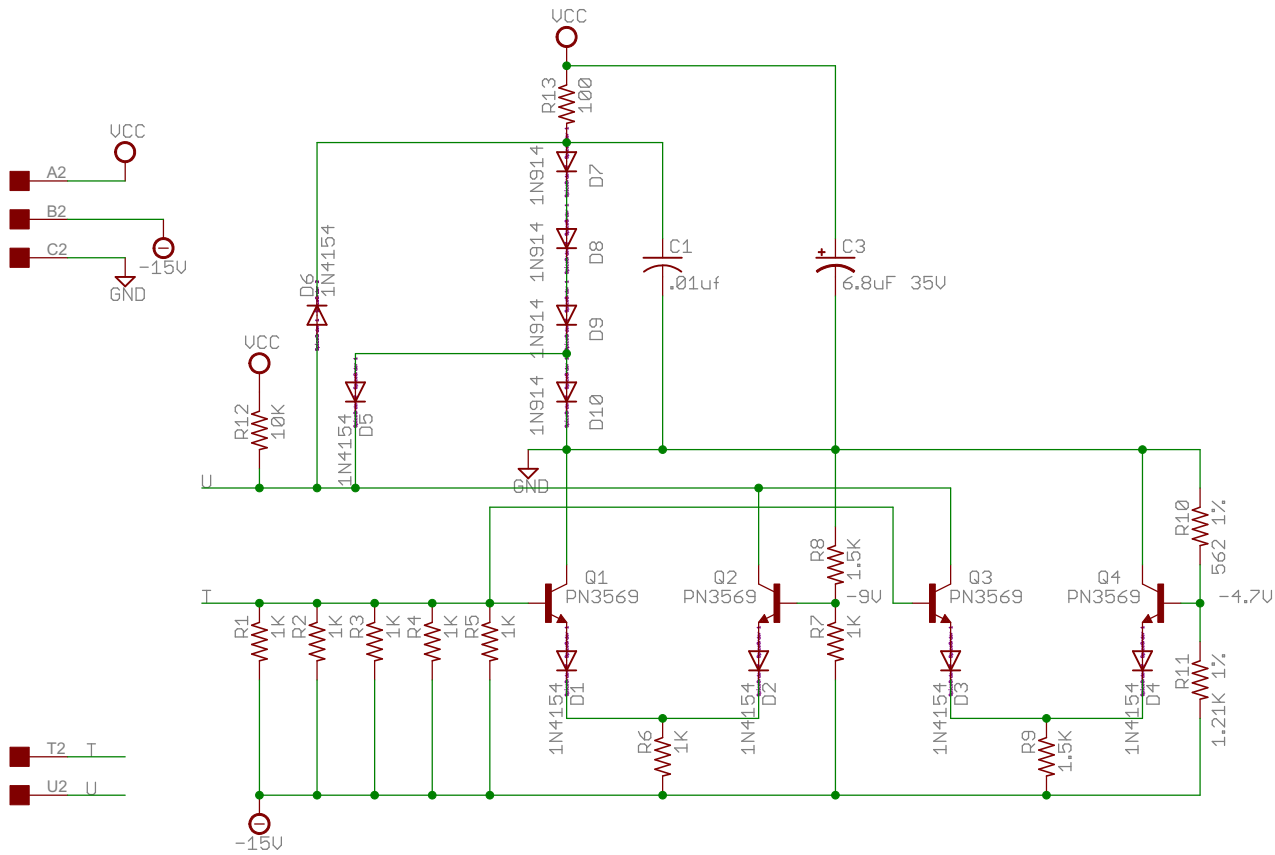 VCC
R13
100
VCC
A2
B2
C2
-15V
GND
1N914
D7
1N914
D8
1N914
D9
1N914
D10
D6
1N4154
C1
.01uf
C3
+
6.8uF 35V
VCC
R12
10K
1N4154
D5
U
GND
R10
562 1%
R8
1.5K
Q1
PN3569
Q2
PN3569
-9V
Q3
PN3569
Q4
PN3569
-4.7V
T
R1
1K
R2
1K
R3
1K
R4
1K
R5
1K
R7
1K
R11
1.21K 1%
1N4154
D1
1N4154
D2
1N4154
D3
1N4154
D4
R6
1K
R9
1.5K
T2
T
U2
U
-15V